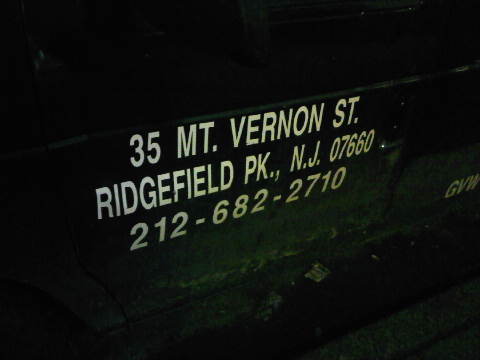 35 MT. VERNON ST.
RIDGEFIELD PK., N.J. 07660
212-682-2710
GVW